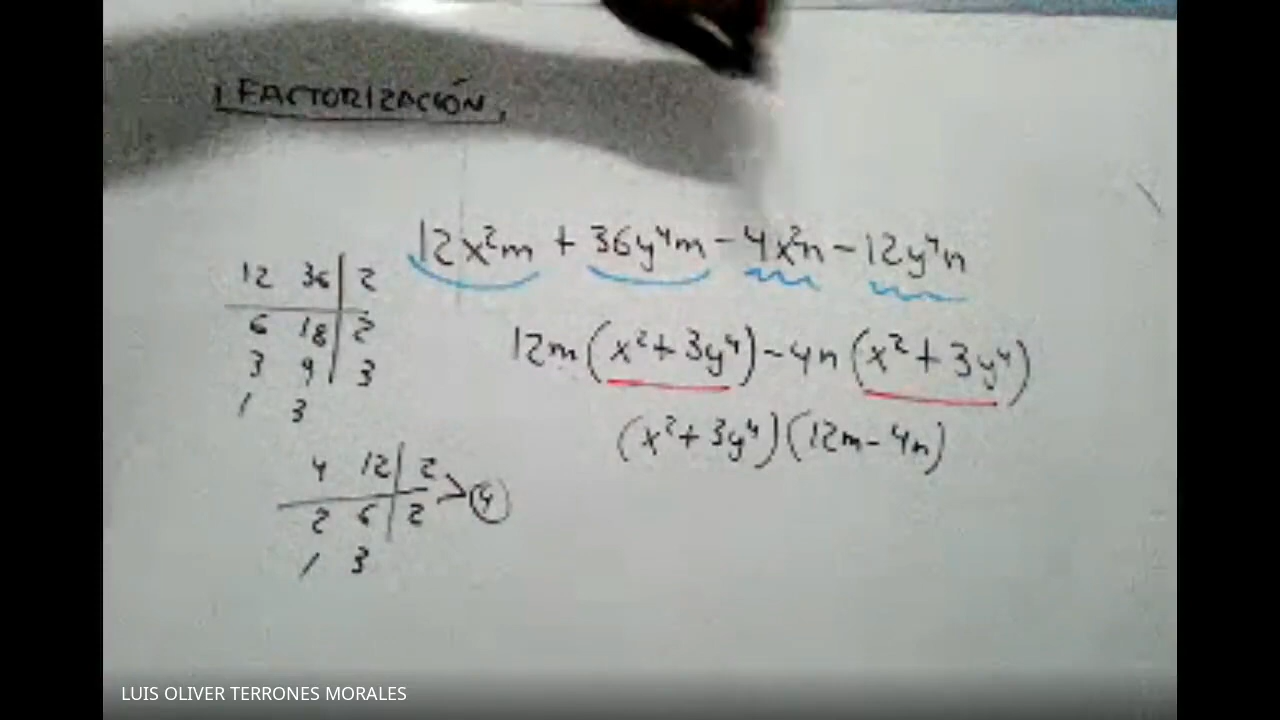 1 FACTORIZACIÓN.
12x²m + 36y⁴m - 4x²n - 12y⁴n
12 36 | 2
6 18 | 2
3 9 | 3
1 3
12m (x² + 3y⁴) - 4n (x² + 3y⁴)
(x² + 3y⁴)(12m - 4n)
4 12 | 2
2 6 | 2 > 4
1 3
LUIS OLIVER TERRONES MORALES